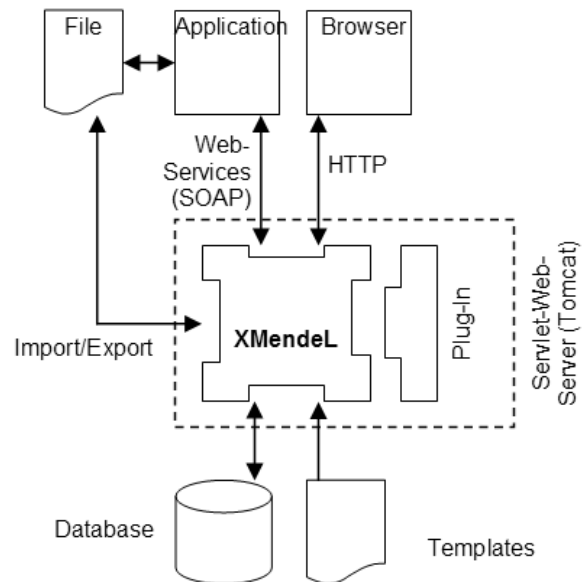 File
Application
Browser
Web-
Services
(SOAP)
HTTP
Import/Export
XMendeL
Plug-In
Servlet-Web-
Server (Tomcat)
Database
Templates